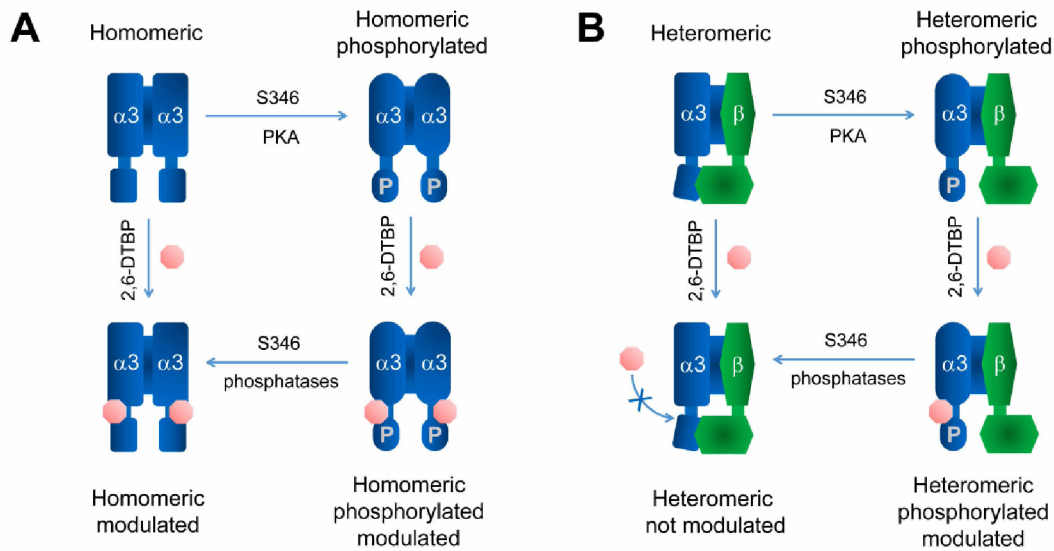 A
Homomeric
Homomeric
phosphorylated
α3 α3
S346
PKA
α3 α3
P P
2,6-DTBP
2,6-DTBP
α3 α3
S346
phosphatases
α3 α3
P P
Homomeric
modulated
Homomeric
phosphorylated
modulated
B
Heteromeric
Heteromeric
phosphorylated
α3 β
S346
PKA
α3 β
P
2,6-DTBP
2,6-DTBP
α3 β
S346
phosphatases
α3 β
P
Heteromeric
not modulated
Heteromeric
phosphorylated
modulated